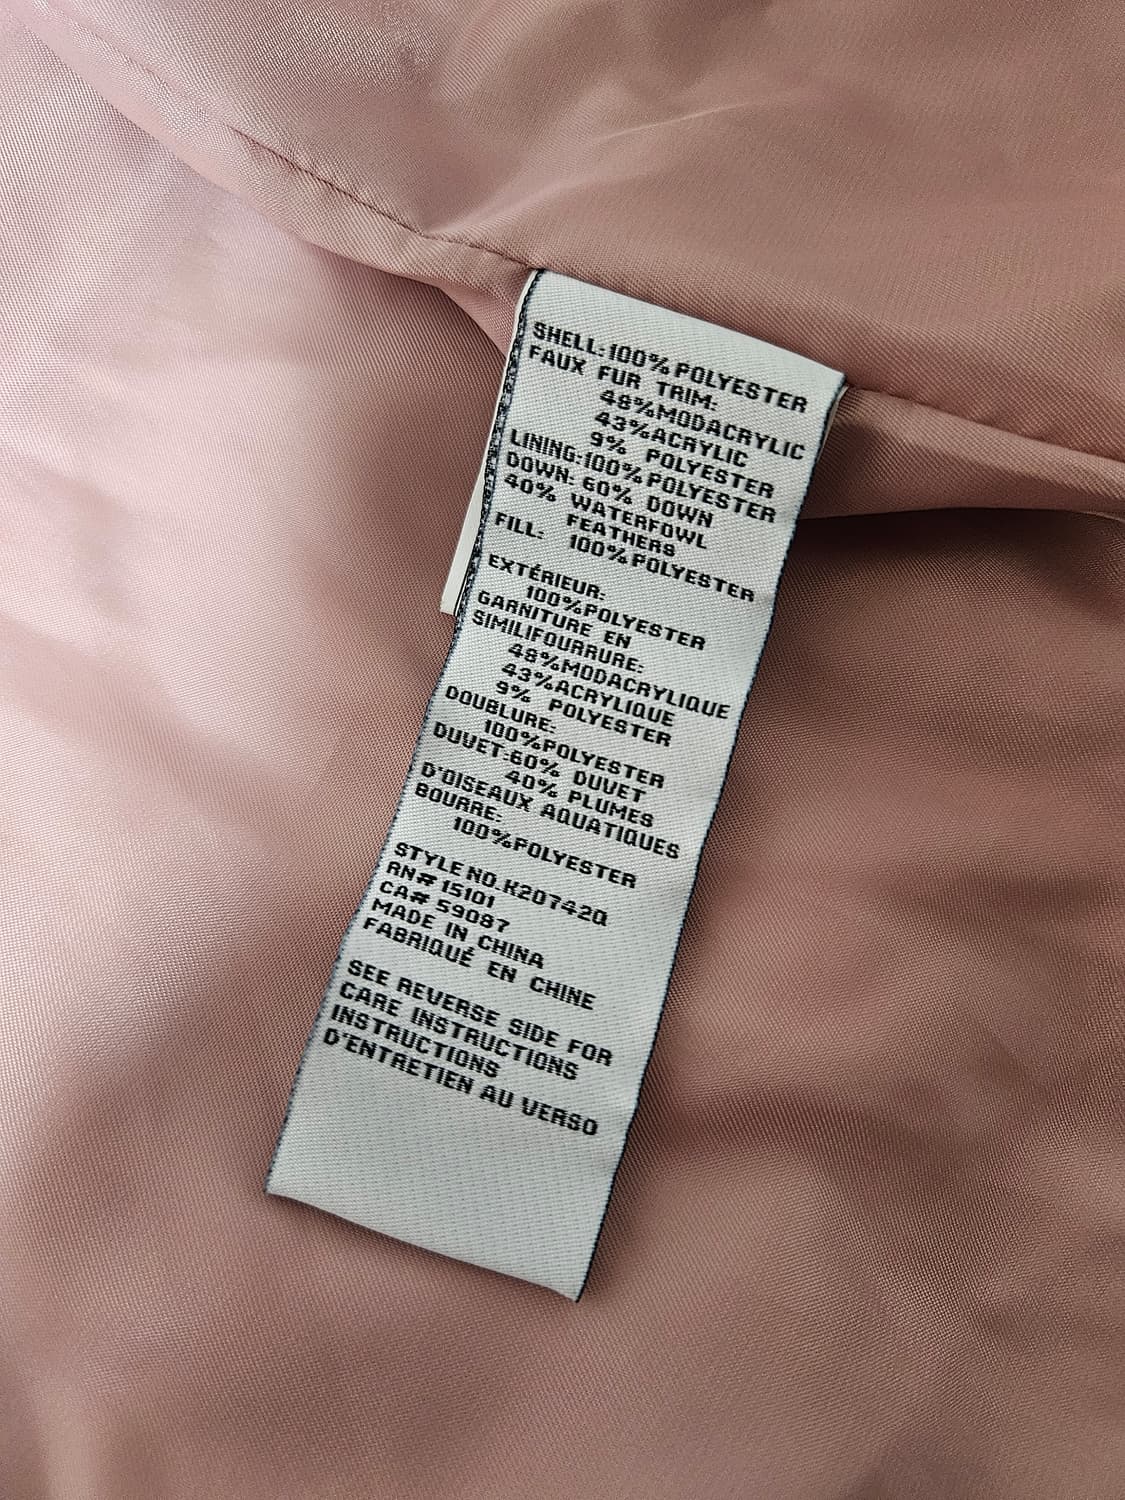 SHELL:100%POLYESTER
FAUX FUR TRIM:
48%MODACRYLIC
43%ACRYLIC
9% POLYESTER
LINING:100%POLYESTER
DOWN: 60% DOWN
40% WATERFOWL
FEATHERS
FILL: 100%POLYESTER
EXTÉRIEUR:
100%POLYESTER
GARNITURE EN
SIMILIFOURRURE:
48%MODACRYLIQUE
43%ACRYLIQUE
9% POLYESTER
DOUBLURE:
100%POLYESTER
DUVET:60% DUVET
40% PLUMES
D'OISEAUX AQUATIQUES
BOURRE:
100%POLYESTER
STYLE NO.K207420
RN# 15101
CA# 59087
MADE IN CHINA
FABRIQUÉ EN CHINE
SEE REVERSE SIDE FOR
CARE INSTRUCTIONS
INSTRUCTIONS
D'ENTRETIEN AU VERSO